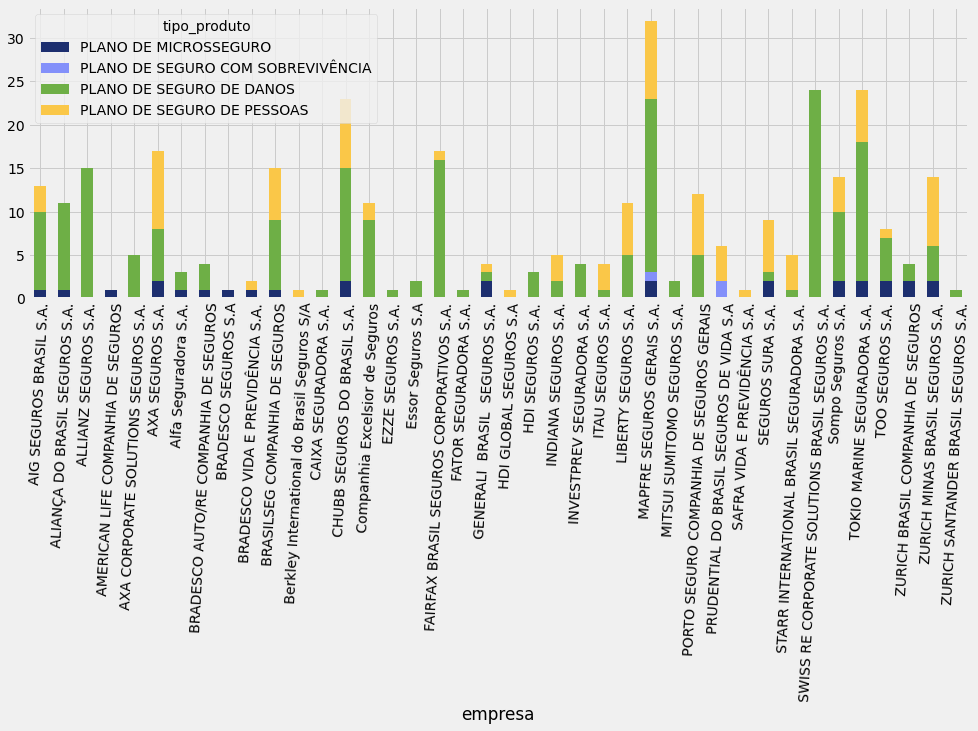 tipo_produto
PLANO DE MICROSSEGURO
PLANO DE SEGURO COM SOBREVIVÊNCIA
PLANO DE SEGURO DE DANOS
PLANO DE SEGURO DE PESSOAS
30
25
20
15
10
5
0
AIG SEGUROS BRASIL S.A.
ALIANÇA DO BRASIL SEGUROS S.A.
ALLIANZ SEGUROS S.A.
AMERICAN LIFE COMPANHIA DE SEGUROS
AXA CORPORATE SOLUTIONS SEGUROS S.A.
AXA SEGUROS S.A.
Alfa Seguradora S.A.
BRADESCO AUTO/RE COMPANHIA DE SEGUROS
BRADESCO SEGUROS S.A
BRADESCO VIDA E PREVIDÊNCIA S.A.
BRASILSEG COMPANHIA DE SEGUROS
Berkley International do Brasil Seguros S/A
CAIXA SEGURADORA S.A.
CHUBB SEGUROS DO BRASIL S.A.
Companhia Excelsior de Seguros
EZZE SEGUROS S.A.
Essor Seguros S.A
FAIRFAX BRASIL SEGUROS CORPORATIVOS S.A.
FATOR SEGURADORA S.A.
GENERALI  BRASIL  SEGUROS S.A.
HDI GLOBAL SEGUROS S.A
HDI SEGUROS S.A.
INDIANA SEGUROS S.A.
INVESTPREV SEGURADORA S.A.
ITAU SEGUROS S.A.
LIBERTY SEGUROS S.A.
MAPFRE SEGUROS GERAIS S.A.
MITSUI SUMITOMO SEGUROS S.A.
PORTO SEGURO COMPANHIA DE SEGUROS GERAIS
PRUDENTIAL DO BRASIL SEGUROS DE VIDA S.A
SAFRA VIDA E PREVIDÊNCIA S.A.
SEGUROS SURA S.A.
STARR INTERNATIONAL BRASIL SEGURADORA S.A.
SWISS RE CORPORATE SOLUTIONS BRASIL SEGUROS S.A.
Sompo Seguros S.A.
TOKIO MARINE SEGURADORA S.A.
TOO SEGUROS S.A.
ZURICH BRASIL COMPANHIA DE SEGUROS
ZURICH MINAS BRASIL SEGUROS S.A.
ZURICH SANTANDER BRASIL SEGUROS S.A.
empresa